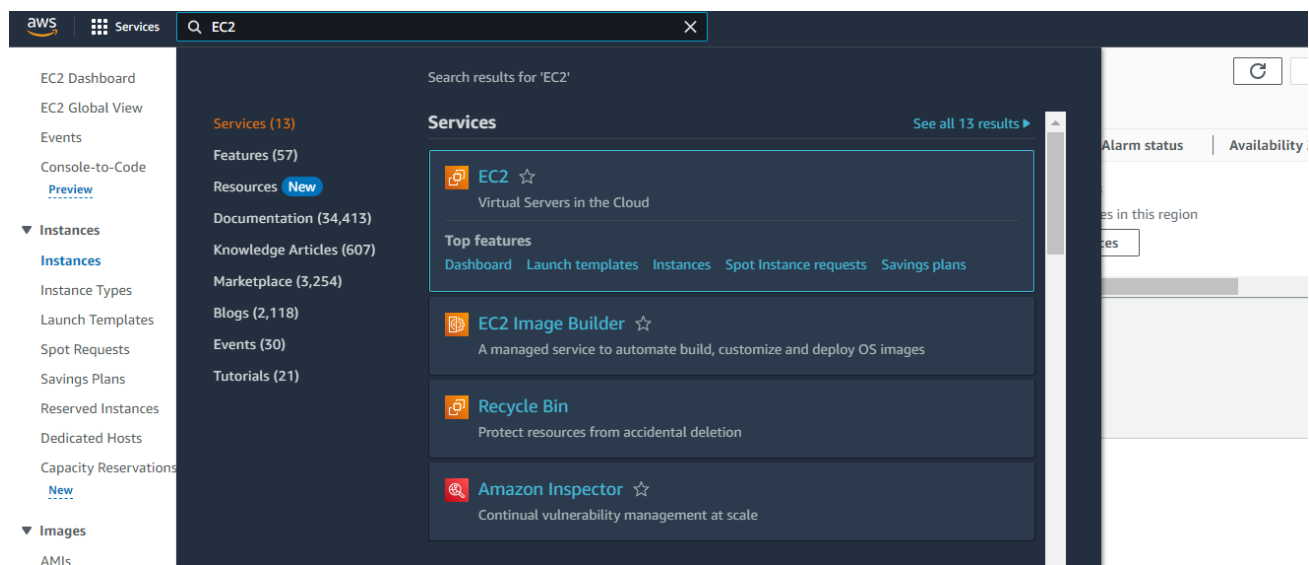 aws
Services
EC2
EC2 Dashboard
EC2 Global View
Events
Console-to-Code
Preview
Instances
Instances
Instance Types
Launch Templates
Spot Requests
Savings Plans
Reserved Instances
Dedicated Hosts
Capacity Reservations
New
Images
AMIs
Search results for 'EC2'
Services (13)
Features (57)
Resources New
Documentation (34,413)
Knowledge Articles (607)
Marketplace (3,254)
Blogs (2,118)
Events (30)
Tutorials (21)
Services
See all 13 results
EC2
Virtual Servers in the Cloud
Top features
Dashboard Launch templates Instances Spot Instance requests Savings plans
EC2 Image Builder
A managed service to automate build, customize and deploy OS images
Recycle Bin
Protect resources from accidental deletion
Amazon Inspector
Continual vulnerability management at scale
Alarm status Availability
in this region